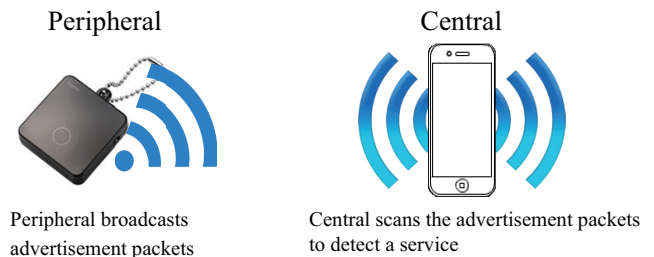 Peripheral
Central
Peripheral broadcasts
advertisement packets
Central scans the advertisement packets
to detect a service